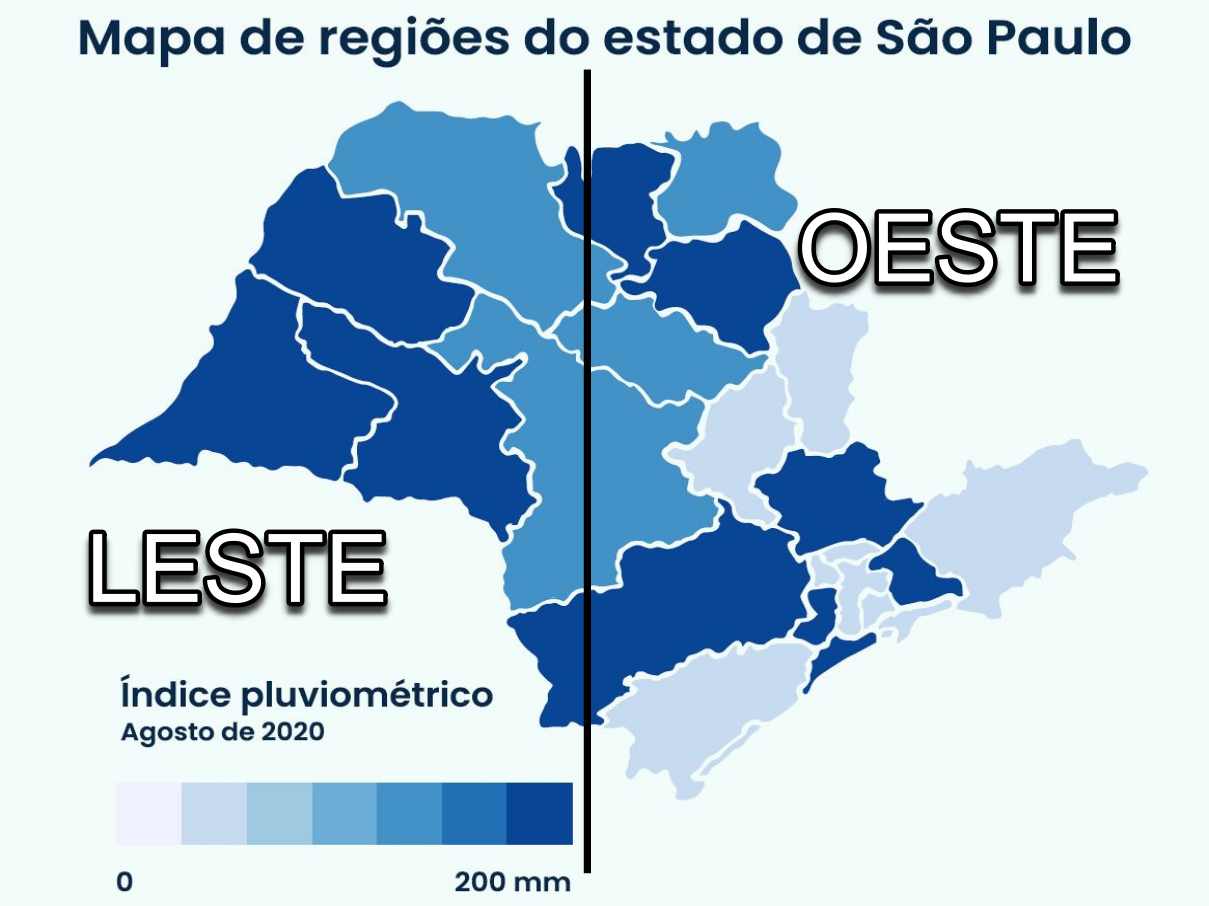 Mapa de regiões do estado de São Paulo
OESTE
LESTE
Índice pluviométrico
Agosto de 2020
0
200 mm